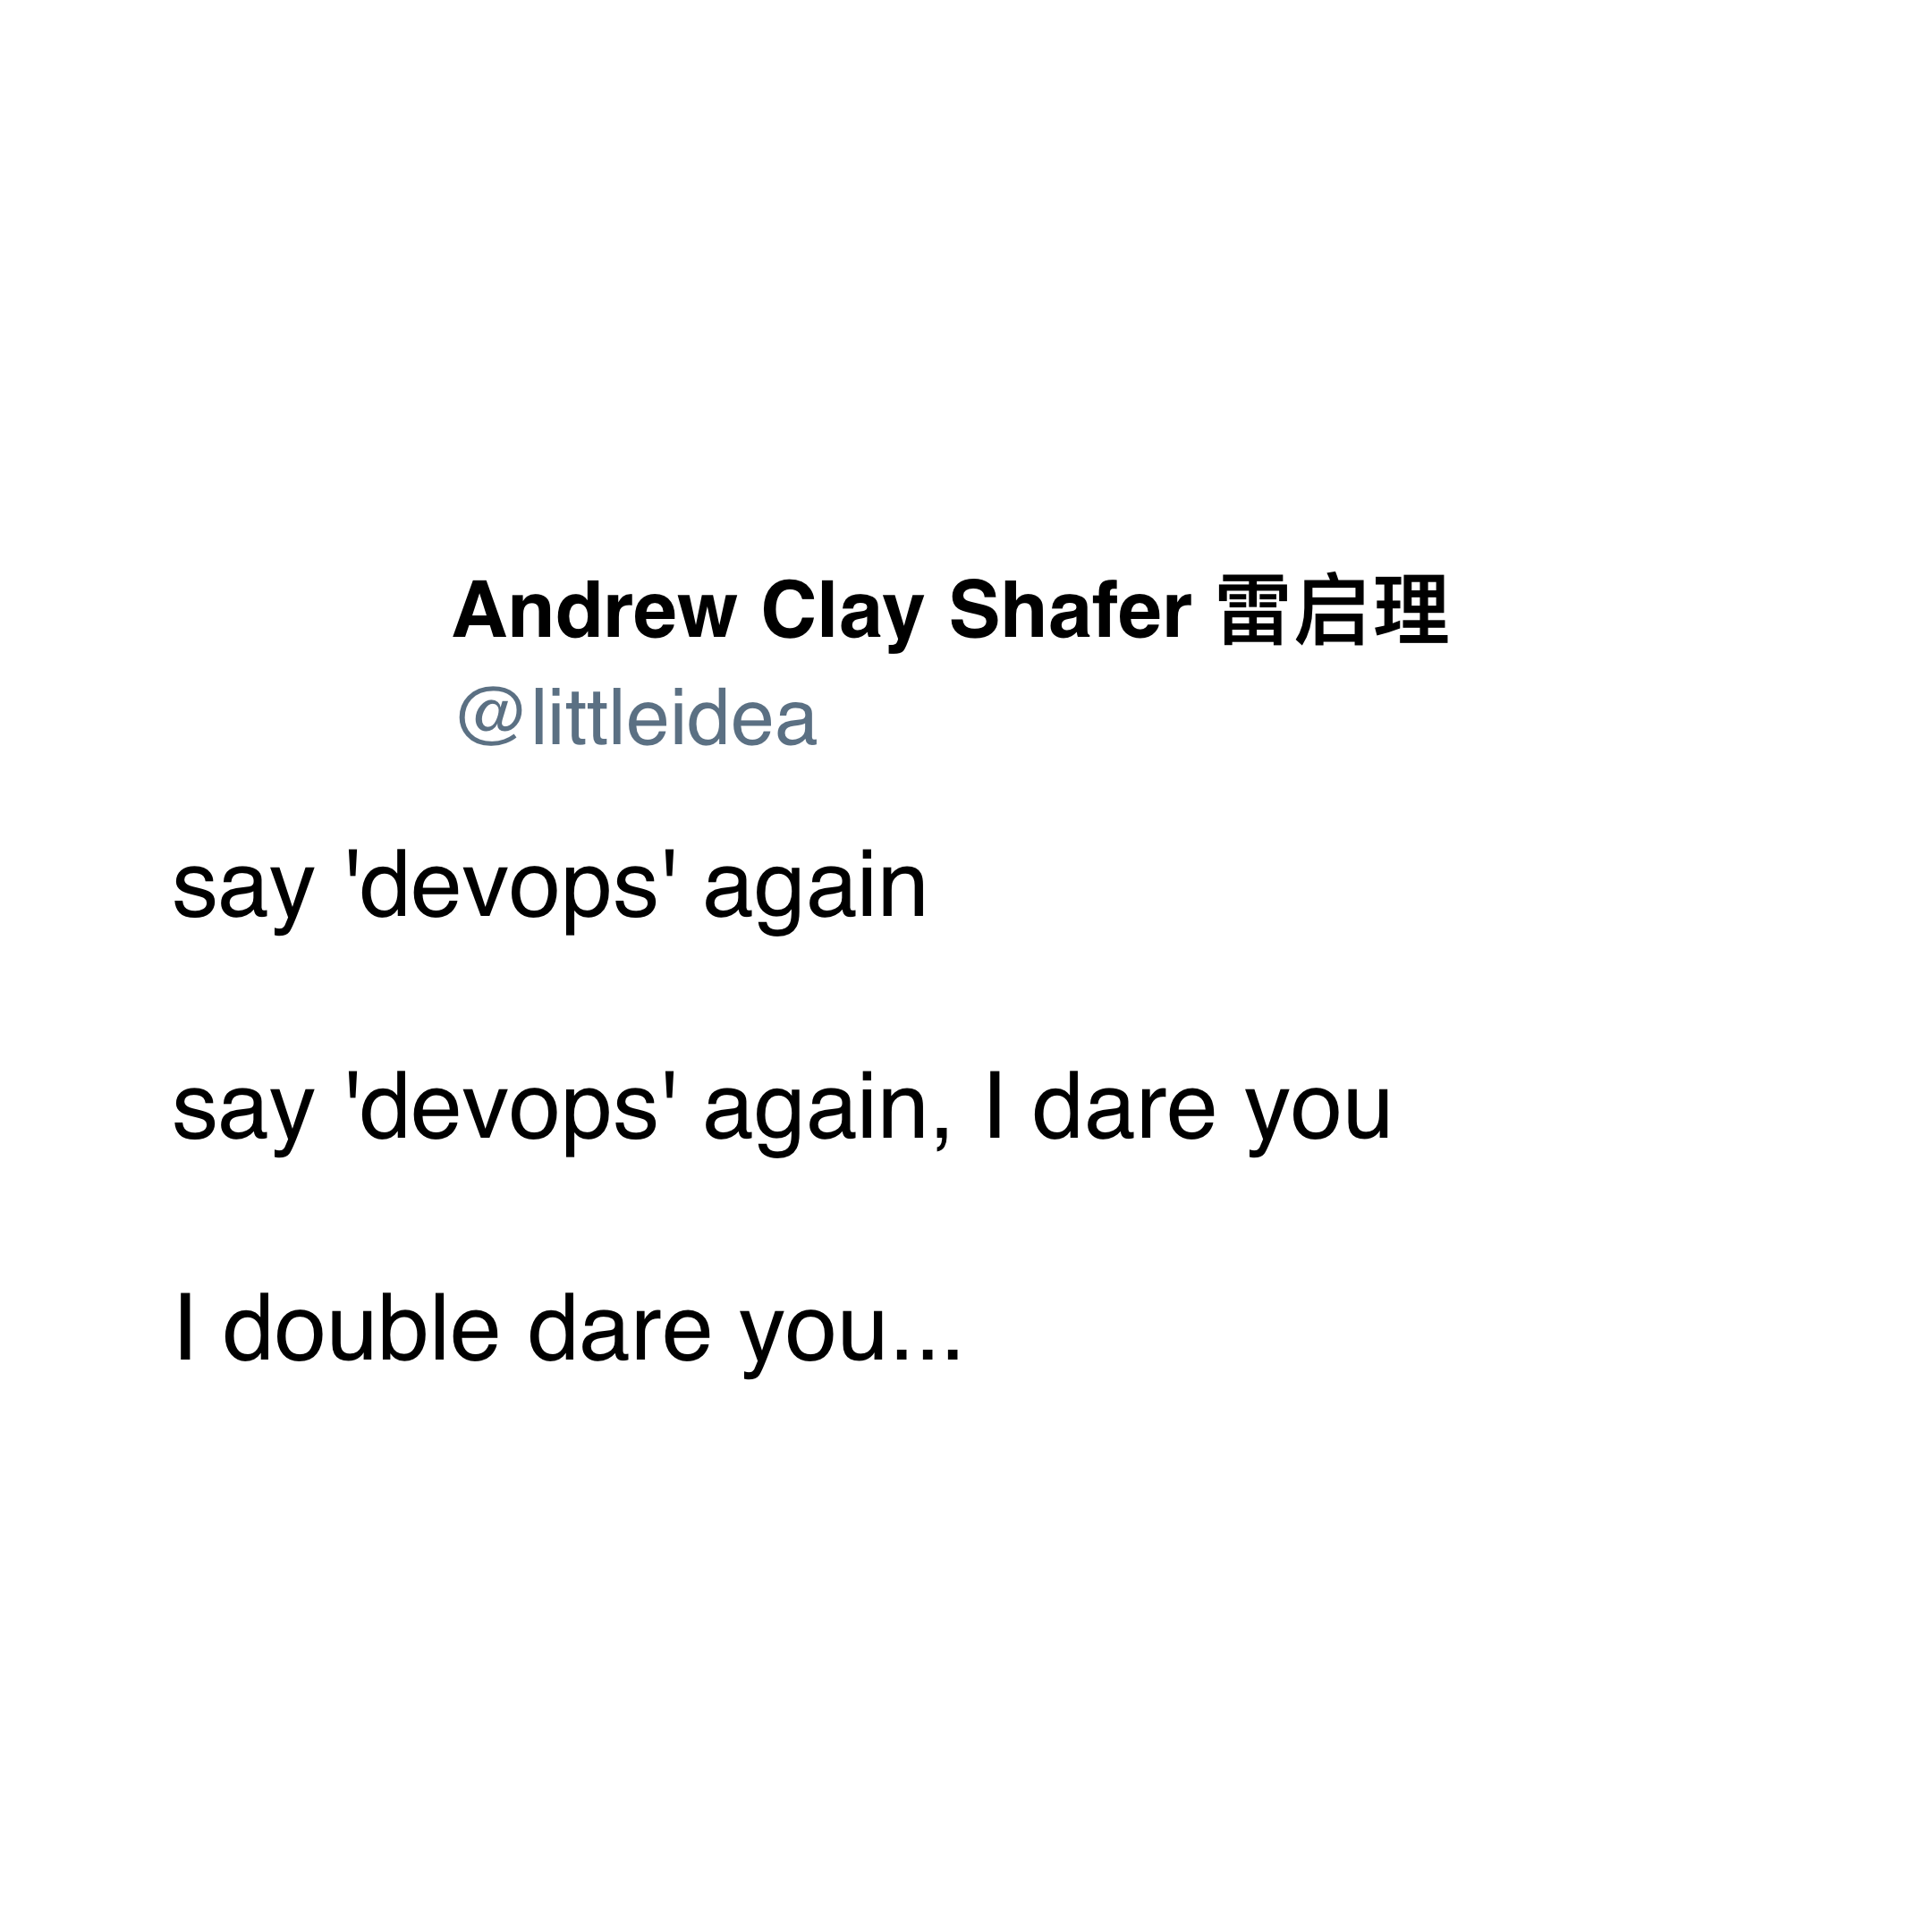 Andrew Clay Shafer 雷启理
@littleidea
say 'devops' again
say 'devops' again, I dare you
I double dare you...